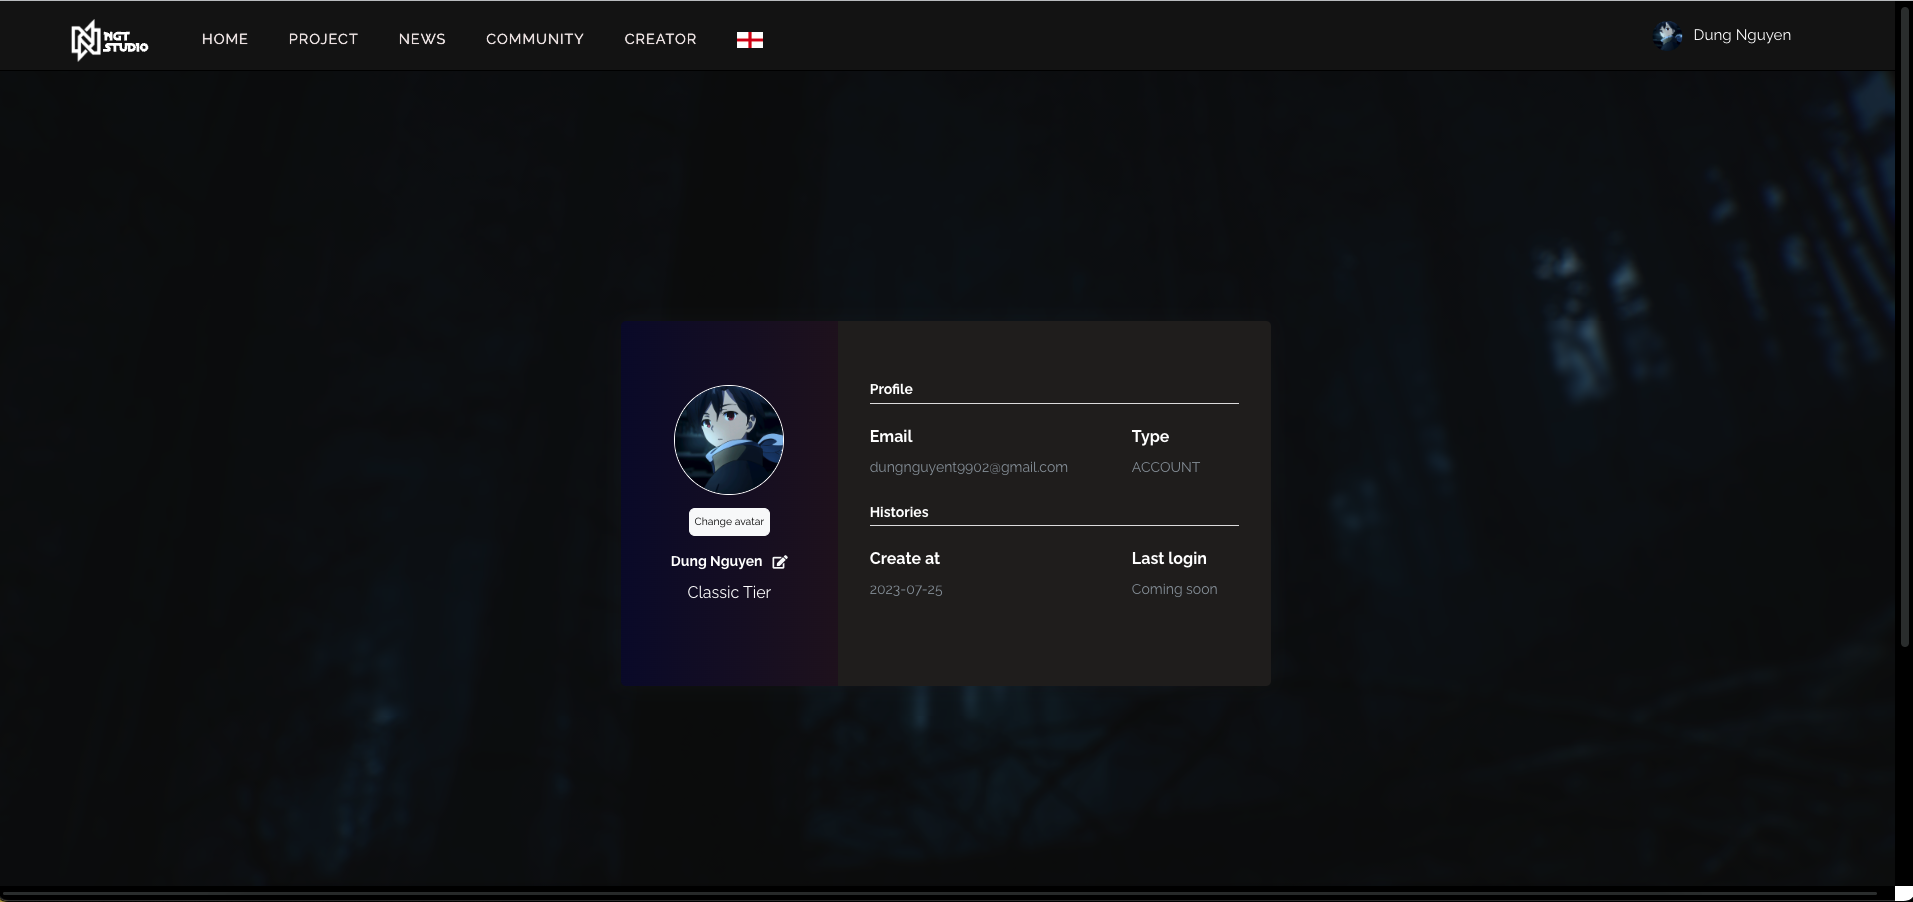 NGT
STUDIO
HOME PROJECT NEWS COMMUNITY CREATOR
Dung Nguyen
Change avatar
Dung Nguyen
Classic Tier
Profile
Email Type
dungnguyent9902@gmail.com ACCOUNT
Histories
Create at Last login
2023-07-25 Coming soon